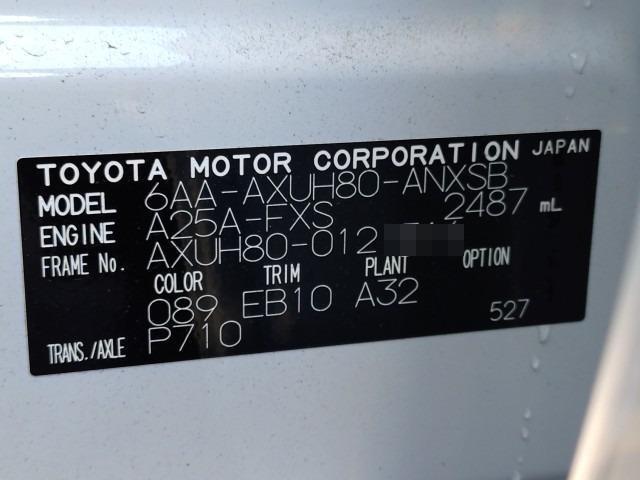 TOYOTA MOTOR CORPORATION JAPAN
MODEL 6AA-AXUH80-ANXSB
ENGINE A25A-FXS 2487 mL
FRAME No. AXUH80-012
COLOR TRIM PLANT OPTION
089 EB10 A32
TRANS./AXLE P710 527